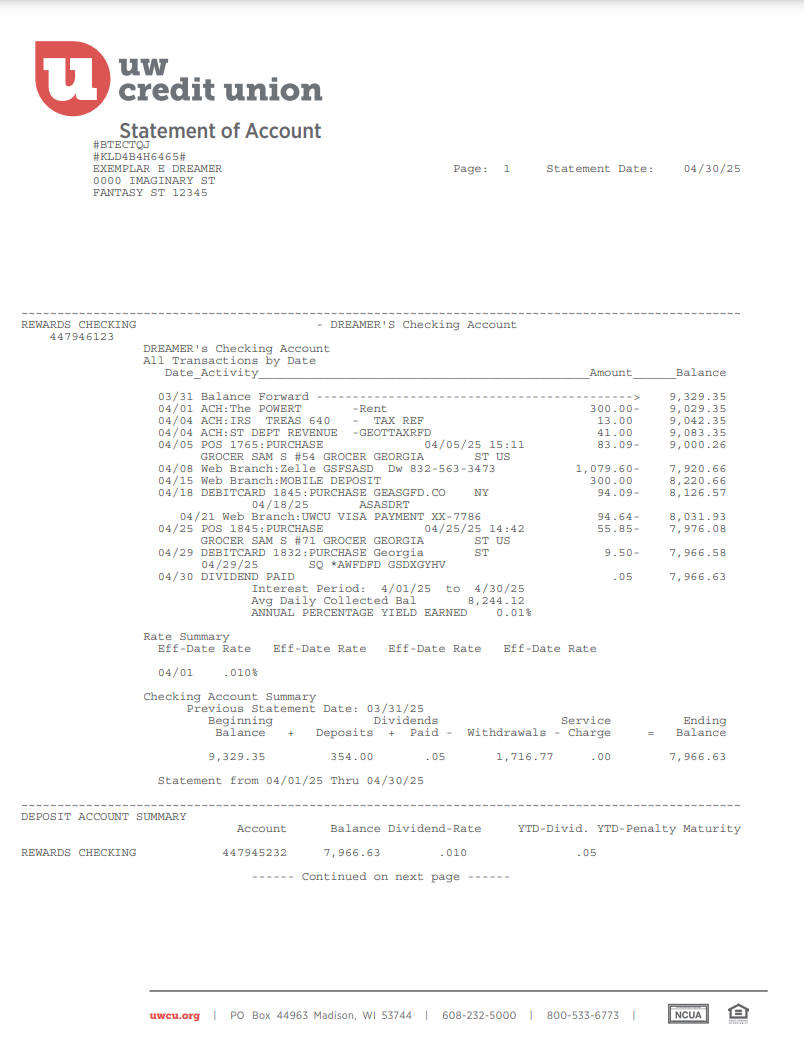 u uw
credit union
Statement of Account
#BTECTQJ
#KLD4B4H6465#
EXEMPLAR E DREAMER Page: 1 Statement Date: 04/30/25
0000 IMAGINARY ST
FANTASY ST 12345
~~~~~~~~~~~~~~~~~~~~~~~~~~~~~~~~~~~~~~~~~~~~~~~~~~~~~~~~~~~~~~~~~~~~~~~~~~~~~~~~~~~~~~~~~~~~~~~~~~~~
REWARDS CHECKING - DREAMER'S Checking Account
447946123
DREAMER's Checking Account
All Transactions by Date
Date_Activity______________________________________________Amount______Balance
03/31 Balance Forward --------------------------------------------> 9,329.35
04/01 ACH:The POWERT -Rent 300.00- 9,029.35
04/04 ACH:IRS TREAS 640 - TAX REF 13.00 9,042.35
04/04 ACH:ST DEPT REVENUE -GEOTTAXRFD 41.00 9,083.35
04/05 POS 1765:PURCHASE 04/05/25 15:11 83.09- 9,000.26
GROCER SAM S #54 GROCER GEORGIA ST US
04/08 Web Branch:Zelle GSFSASD Dw 832-563-3473 1,079.60- 7,920.66
04/15 Web Branch:MOBILE DEPOSIT 300.00 8,220.66
04/18 DEBITCARD 1845:PURCHASE GEASGFD.CO NY 94.09- 8,126.57
04/18/25 ASASDRT
04/21 Web Branch:UWCU VISA PAYMENT XX-7786 94.64- 8,031.93
04/25 POS 1845:PURCHASE 04/25/25 14:42 55.85- 7,976.08
GROCER SAM S #71 GROCER GEORGIA ST US
04/29 DEBITCARD 1832:PURCHASE Georgia ST 9.50- 7,966.58
04/29/25 SQ *AWFDFD GSDXGYHV
04/30 DIVIDEND PAID .05 7,966.63
Interest Period: 4/01/25 to 4/30/25
Avg Daily Collected Bal 8,244.12
ANNUAL PERCENTAGE YIELD EARNED 0.01%
Rate Summary
Eff-Date Rate Eff-Date Rate Eff-Date Rate Eff-Date Rate
04/01 .010%
Checking Account Summary
Previous Statement Date: 03/31/25
Beginning Dividends Service Ending
Balance + Deposits + Paid - Withdrawals - Charge = Balance
9,329.35 354.00 .05 1,716.77 .00 7,966.63
Statement from 04/01/25 Thru 04/30/25
~~~~~~~~~~~~~~~~~~~~~~~~~~~~~~~~~~~~~~~~~~~~~~~~~~~~~~~~~~~~~~~~~~~~~~~~~~~~~~~~~~~~~~~~~~~~~~~~~~~~
DEPOSIT ACCOUNT SUMMARY
Account Balance Dividend-Rate YTD-Divid. YTD-Penalty Maturity
REWARDS CHECKING 447945232 7,966.63 .010 .05
------ Continued on next page ------
uwcu.org | PO Box 44963 Madison, WI 53744 | 608-232-5000 | 800-533-6773 |
NCUA